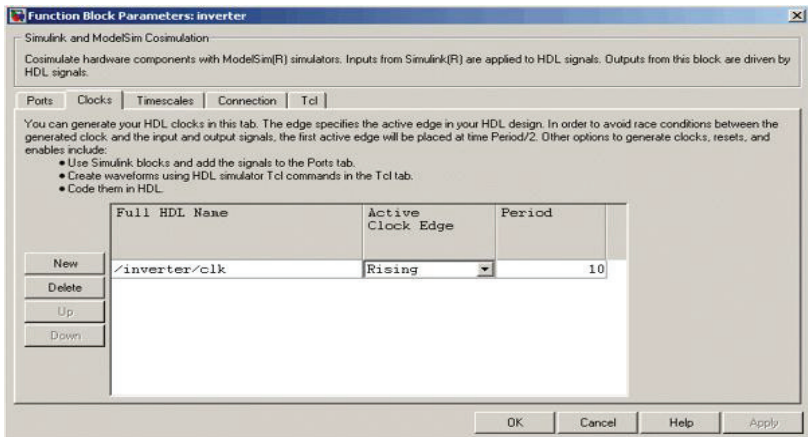 Function Block Parameters: inverter
Simulink and ModelSim Cosimulation
Cosimulate hardware components with ModelSim(R) simulators. Inputs from Simulink(R) are applied to HDL signals. Outputs from this block are driven by
HDL signals.
Ports Clocks Timescales Connection Tcl
You can generate your HDL clocks in this tab. The edge specifies the active edge in your HDL design. In order to avoid race conditions between the
generated clock and the input and output signals, the first active edge will be placed at time Period/2. Other options to generate clocks, resets, and
enables include:
● Use Simulink blocks and add the signals to the Ports tab.
● Create waveforms using HDL simulator Tcl commands in the Tcl tab.
● Code them in HDL.
Full HDL Name Active Period
Clock Edge
New
/inverter/clk Rising 10
Delete
Up
Down
OK Cancel Help Apply